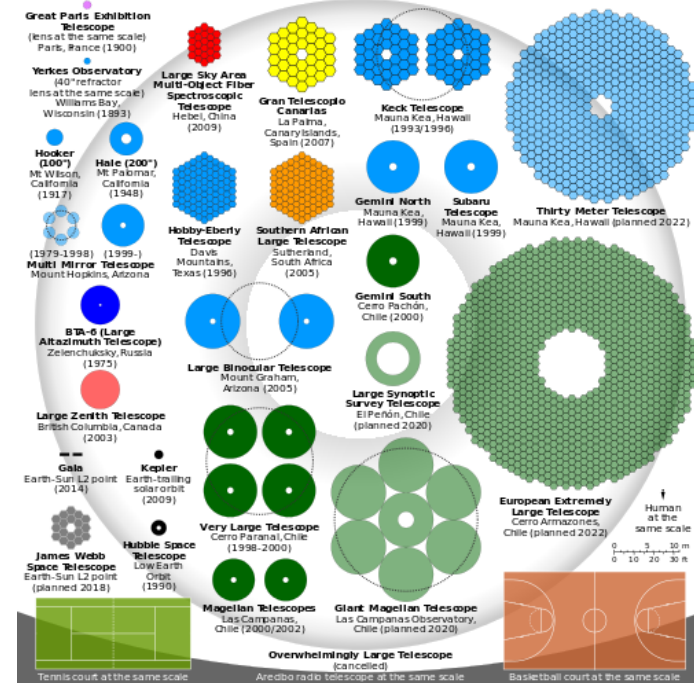 Great Paris Exhibition
Telescope
(lens at the same scale)
Paris, France (1900)
Yerkes Observatory
(40" refractor
lens at the same scale)
Williams Bay,
Wisconsin (1893)
Hooker
(100")
Mt Wilson,
California
(1917)
Hale (200")
Mt Palomar,
California
(1948)
(1979-1998) (1999-)
Multi Mirror Telescope
Mount Hopkins, Arizona
BTA-6 (Large
Altazimuth Telescope)
Zelenchuksky, Russia
(1975)
Large Zenith Telescope
British Columbia, Canada
(2003)
Gaia
Earth-Sun L2 point
(2014)
Kepler
Earth-trailing
solar orbit
(2009)
James Webb
Space Telescope
Earth-Sun L2 point
(planned 2018)
Hubble Space
Telescope
Low Earth
Orbit
(1990)
Large Sky Area
Multi-Object Fiber
Spectroscopic
Telescope
Hebei, China
(2009)
Gran Telescopio
Canarias
La Palma,
Canary Islands,
Spain (2007)
Keck Telescope
Mauna Kea, Hawaii
(1993/1996)
Hobby-Eberly
Telescope
Davis
Mountains,
Texas (1996)
Southern African
Large Telescope
Sutherland,
South Africa
(2005)
Gemini North
Mauna Kea,
Hawaii (1999)
Subaru
Telescope
Mauna Kea,
Hawaii (1999)
Thirty Meter Telescope
Mauna Kea, Hawaii (planned 2022)
Gemini South
Cerro Pachón,
Chile (2000)
Large Binocular Telescope
Mount Graham,
Arizona (2005)
Large Synoptic
Survey Telescope
El Peñón, Chile
(planned 2020)
Very Large Telescope
Cerro Paranal, Chile
(1998-2000)
European Extremely
Large Telescope
Cerro Armazones,
Chile (planned 2022)
Human
at the
same scale
0 5 10 m
0 10 20 30 ft
Magellan Telescopes
Las Campanas,
Chile (2000/2002)
Giant Magellan Telescope
Las Campanas Observatory,
Chile (planned 2020)
Overwhelmingly Large Telescope
(cancelled)
Tennis court at the same scale
Arecibo radio telescope at the same scale
Basketball court at the same scale